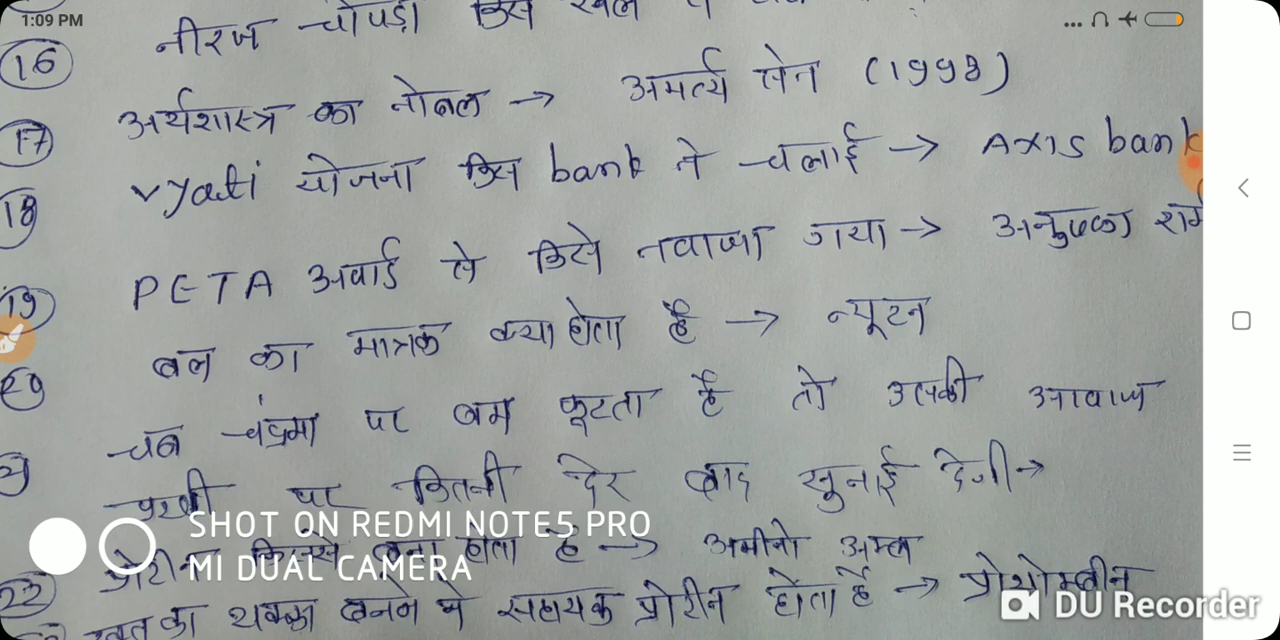 1:09 PM
16 नीरज चोपड़ा किस खेल से
17 अर्थशास्त्र का नोबल → अमर्त्य सेन (1998)
18 vyati योजना किस bank ने चलाई → Axis bank
19 PETA अवार्ड से किसे नवाजा गया → अनुष्का शर्मा
20 बल का मात्रक क्या होता है → न्यूटन
जब चंद्रमा पर बम फूटता है तो उसकी आवाज
पृथ्वी पर कितनी देर बाद सुनाई देगी →
22 प्रोटीन किससे बना होता है → अमीनो अम्ल
रक्त का थक्का बनने मे सहायक प्रोटीन होता है → प्रोथोम्बीन
SHOT ON REDMI NOTE5 PRO
MI DUAL CAMERA
DU Recorder